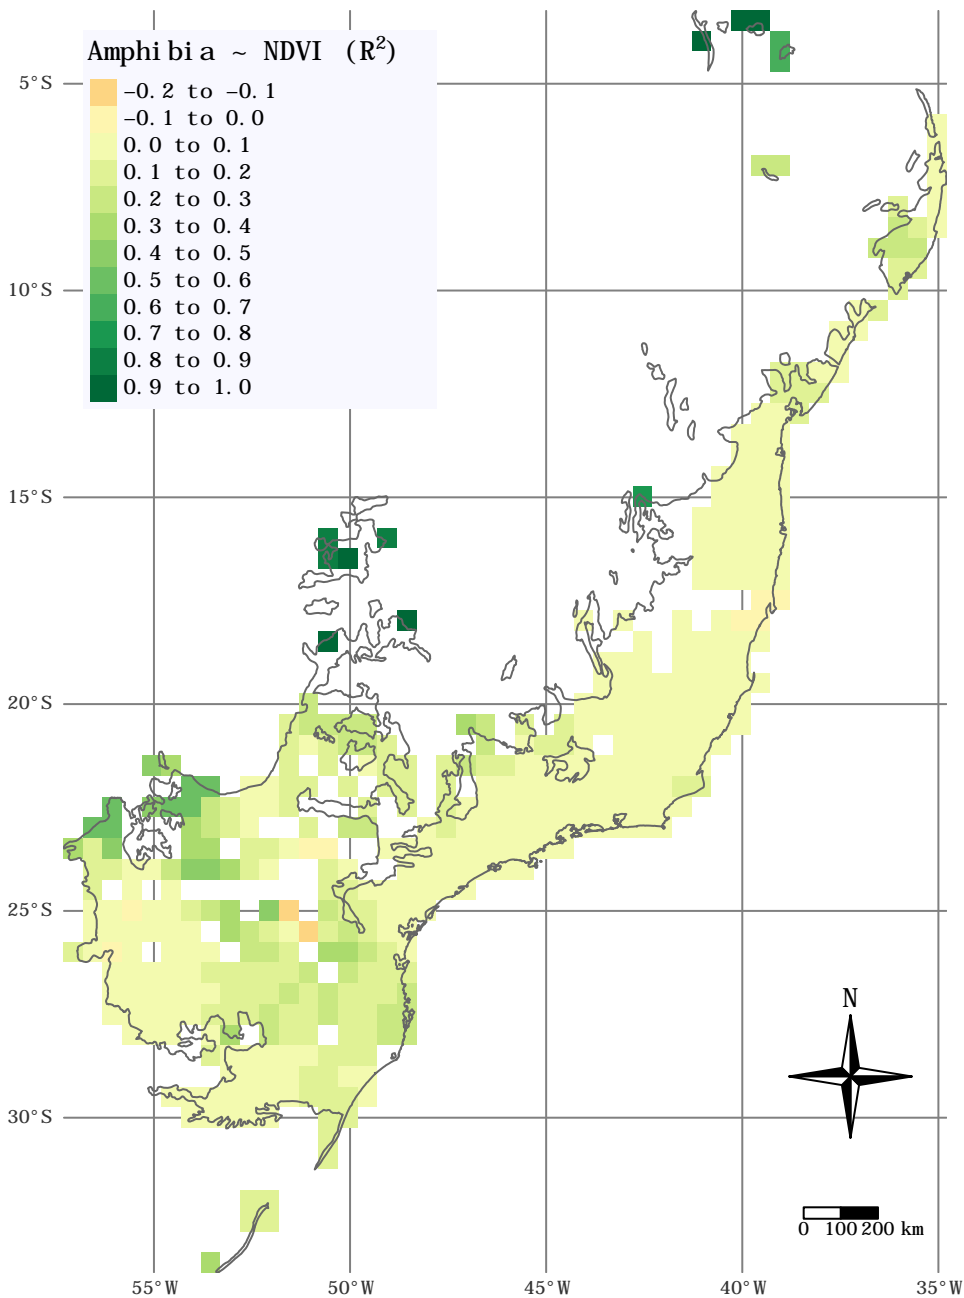 Amphibia ~ NDVI (R²)
-0.2 to -0.1
-0.1 to 0.0
0.0 to 0.1
0.1 to 0.2
0.2 to 0.3
0.3 to 0.4
0.4 to 0.5
0.5 to 0.6
0.6 to 0.7
0.7 to 0.8
0.8 to 0.9
0.9 to 1.0
5°S
10°S
15°S
20°S
25°S
30°S
N
0 100 200 km
55°W 50°W 45°W 40°W 35°W